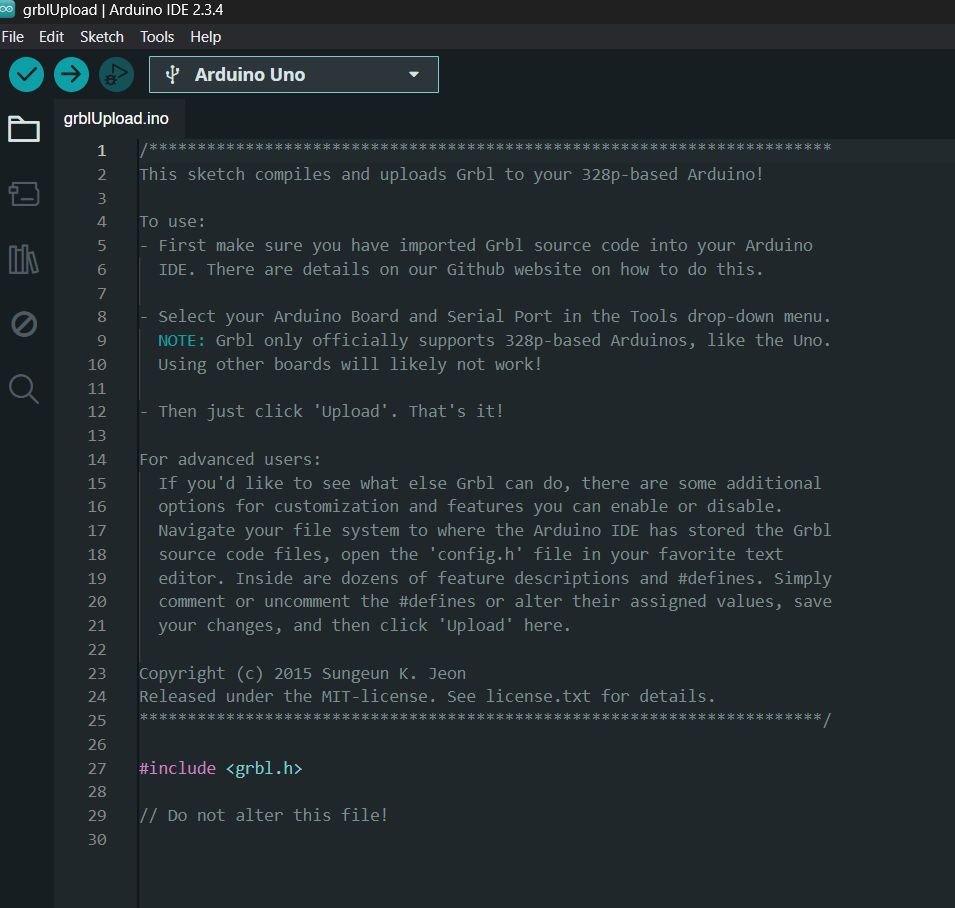 grblUpload | Arduino IDE 2.3.4
File Edit Sketch Tools Help
Arduino Uno
grblUpload.ino
1 /***********************************************************************
2 This sketch compiles and uploads Grbl to your 328p-based Arduino!
3
4 To use:
5 - First make sure you have imported Grbl source code into your Arduino
6 IDE. There are details on our Github website on how to do this.
7
8 - Select your Arduino Board and Serial Port in the Tools drop-down menu.
9 NOTE: Grbl only officially supports 328p-based Arduinos, like the Uno.
10 Using other boards will likely not work!
11
12 - Then just click 'Upload'. That's it!
13
14 For advanced users:
15 If you'd like to see what else Grbl can do, there are some additional
16 options for customization and features you can enable or disable.
17 Navigate your file system to where the Arduino IDE has stored the Grbl
18 source code files, open the 'config.h' file in your favorite text
19 editor. Inside are dozens of feature descriptions and #defines. Simply
20 comment or uncomment the #defines or alter their assigned values, save
21 your changes, and then click 'Upload' here.
22
23 Copyright (c) 2015 Sungeun K. Jeon
24 Released under the MIT-license. See license.txt for details.
25 ***********************************************************************/
26
27 #include <grbl.h>
28
29 // Do not alter this file!
30